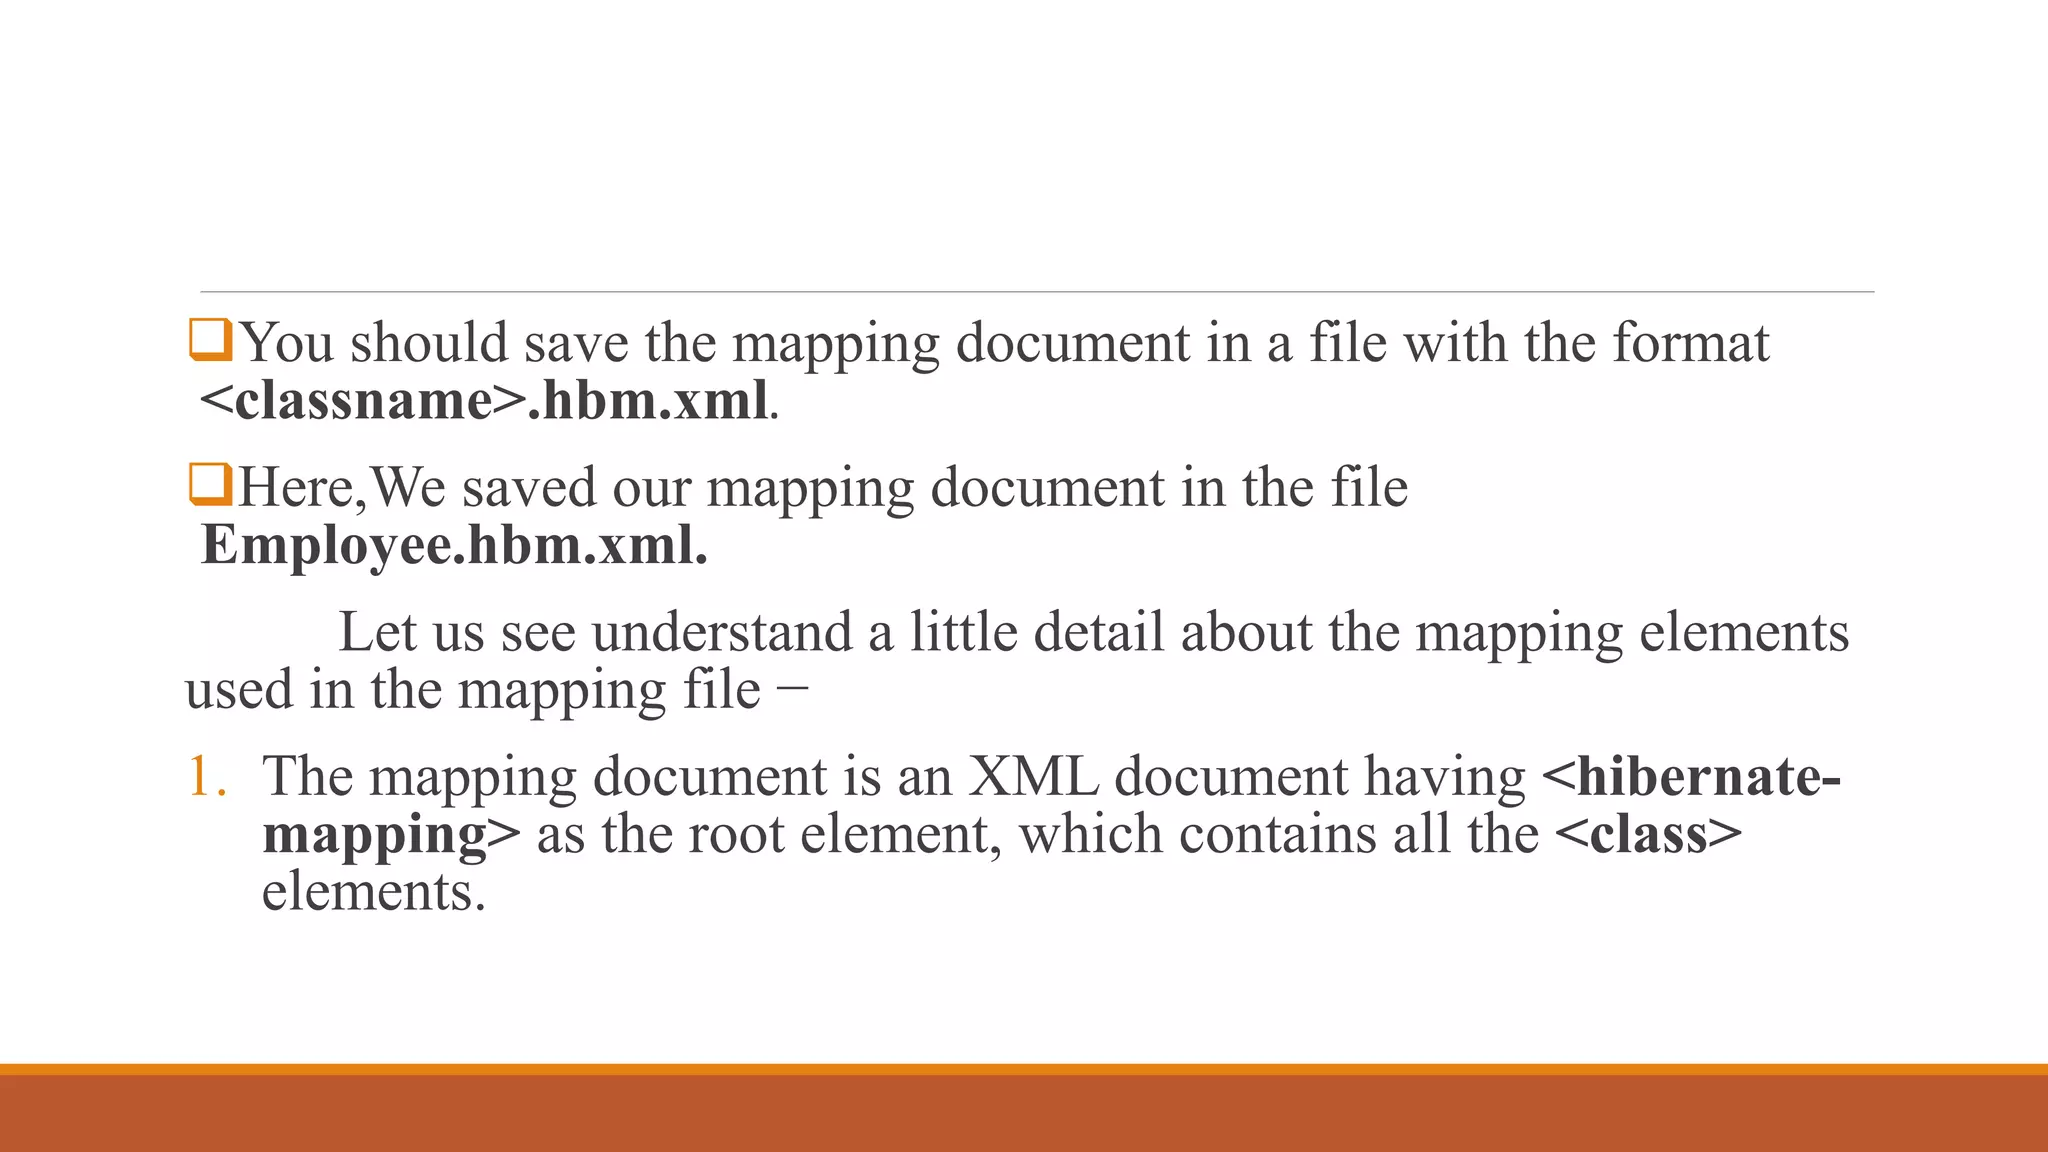 You should save the mapping document in a file with the format
<classname>.hbm.xml.
Here,We saved our mapping document in the file
Employee.hbm.xml.
Let us see understand a little detail about the mapping elements
used in the mapping file −
1. The mapping document is an XML document having <hibernate-
mapping> as the root element, which contains all the <class>
elements.